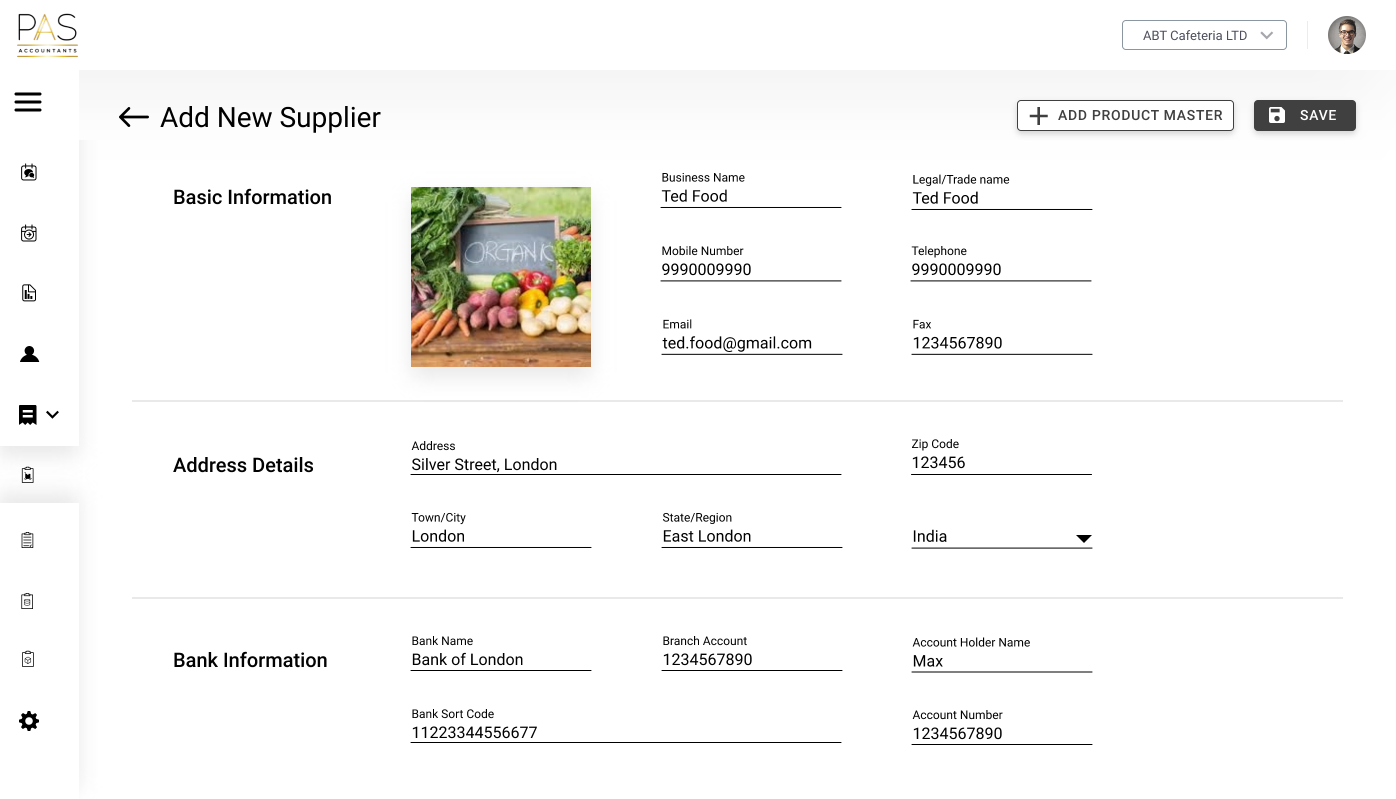 PAS
ACCOUNTANTS
ABT Cafeteria LTD
Add New Supplier
ADD PRODUCT MASTER
SAVE
Basic Information
ORGANIC
Business Name
Ted Food
Legal/Trade name
Ted Food
Mobile Number
9990009990
Telephone
9990009990
Email
ted.food@gmail.com
Fax
1234567890
Address Details
Address
Silver Street, London
Zip Code
123456
Town/City
London
State/Region
East London
India
Bank Information
Bank Name
Bank of London
Branch Account
1234567890
Account Holder Name
Max
Bank Sort Code
11223344556677
Account Number
1234567890